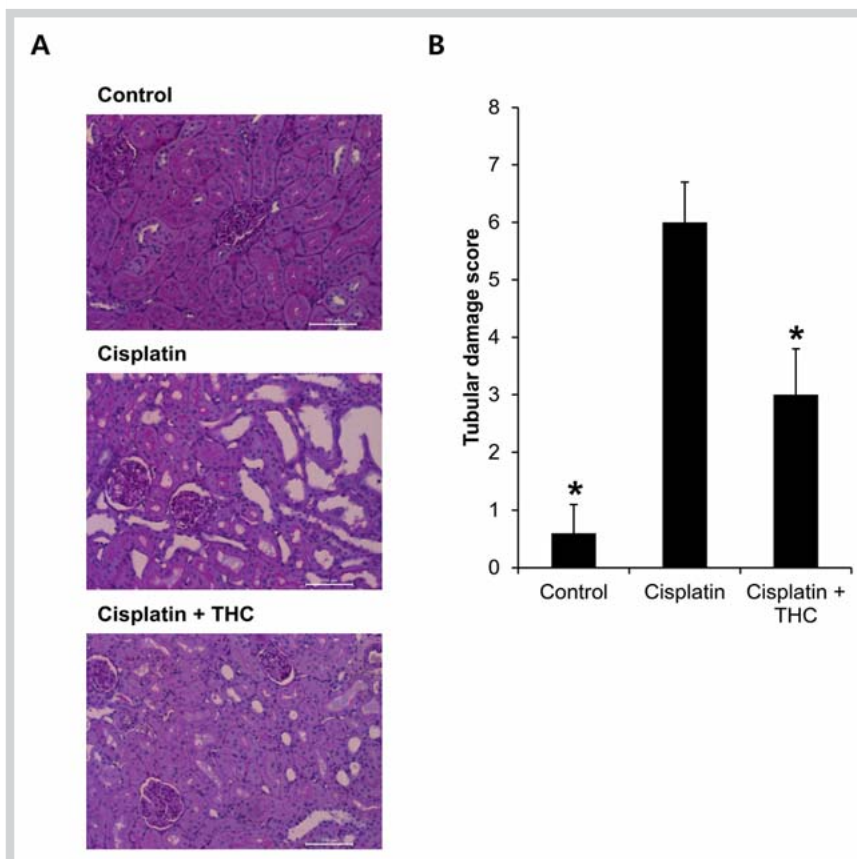 A
Control
Cisplatin
Cisplatin + THC
B
Tubular damage score
8
7
6
5
4
3
2
1
0
*
*
Control
Cisplatin
Cisplatin +
THC